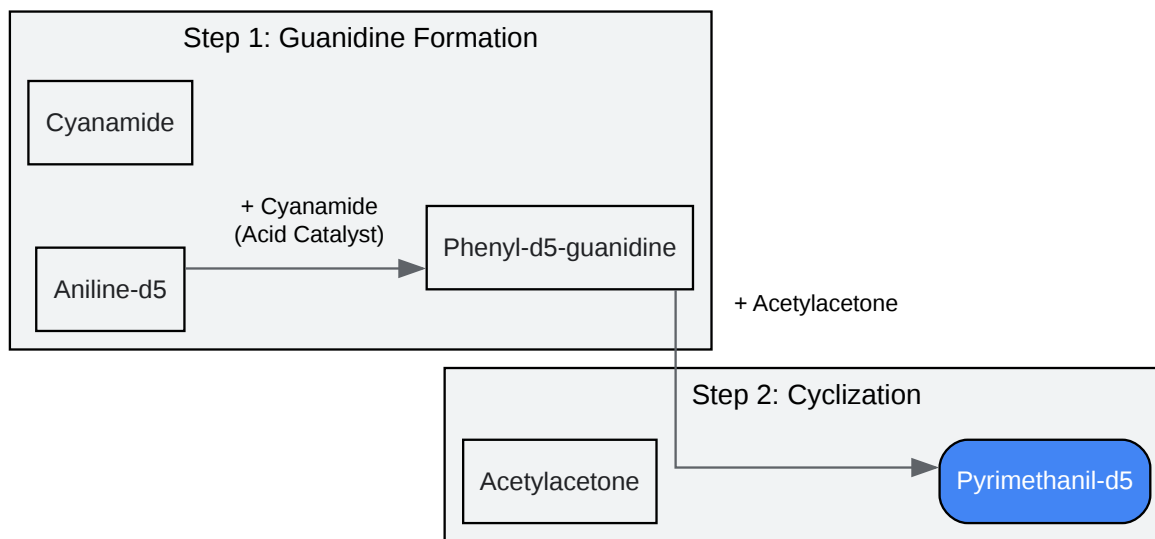 Step 1: Guanidine Formation
Cyanamide
+ Cyanamide
(Acid Catalyst)
Aniline-d5
Phenyl-d5-guanidine
+ Acetylacetone
Step 2: Cyclization
Acetylacetone
Pyrimethanil-d5